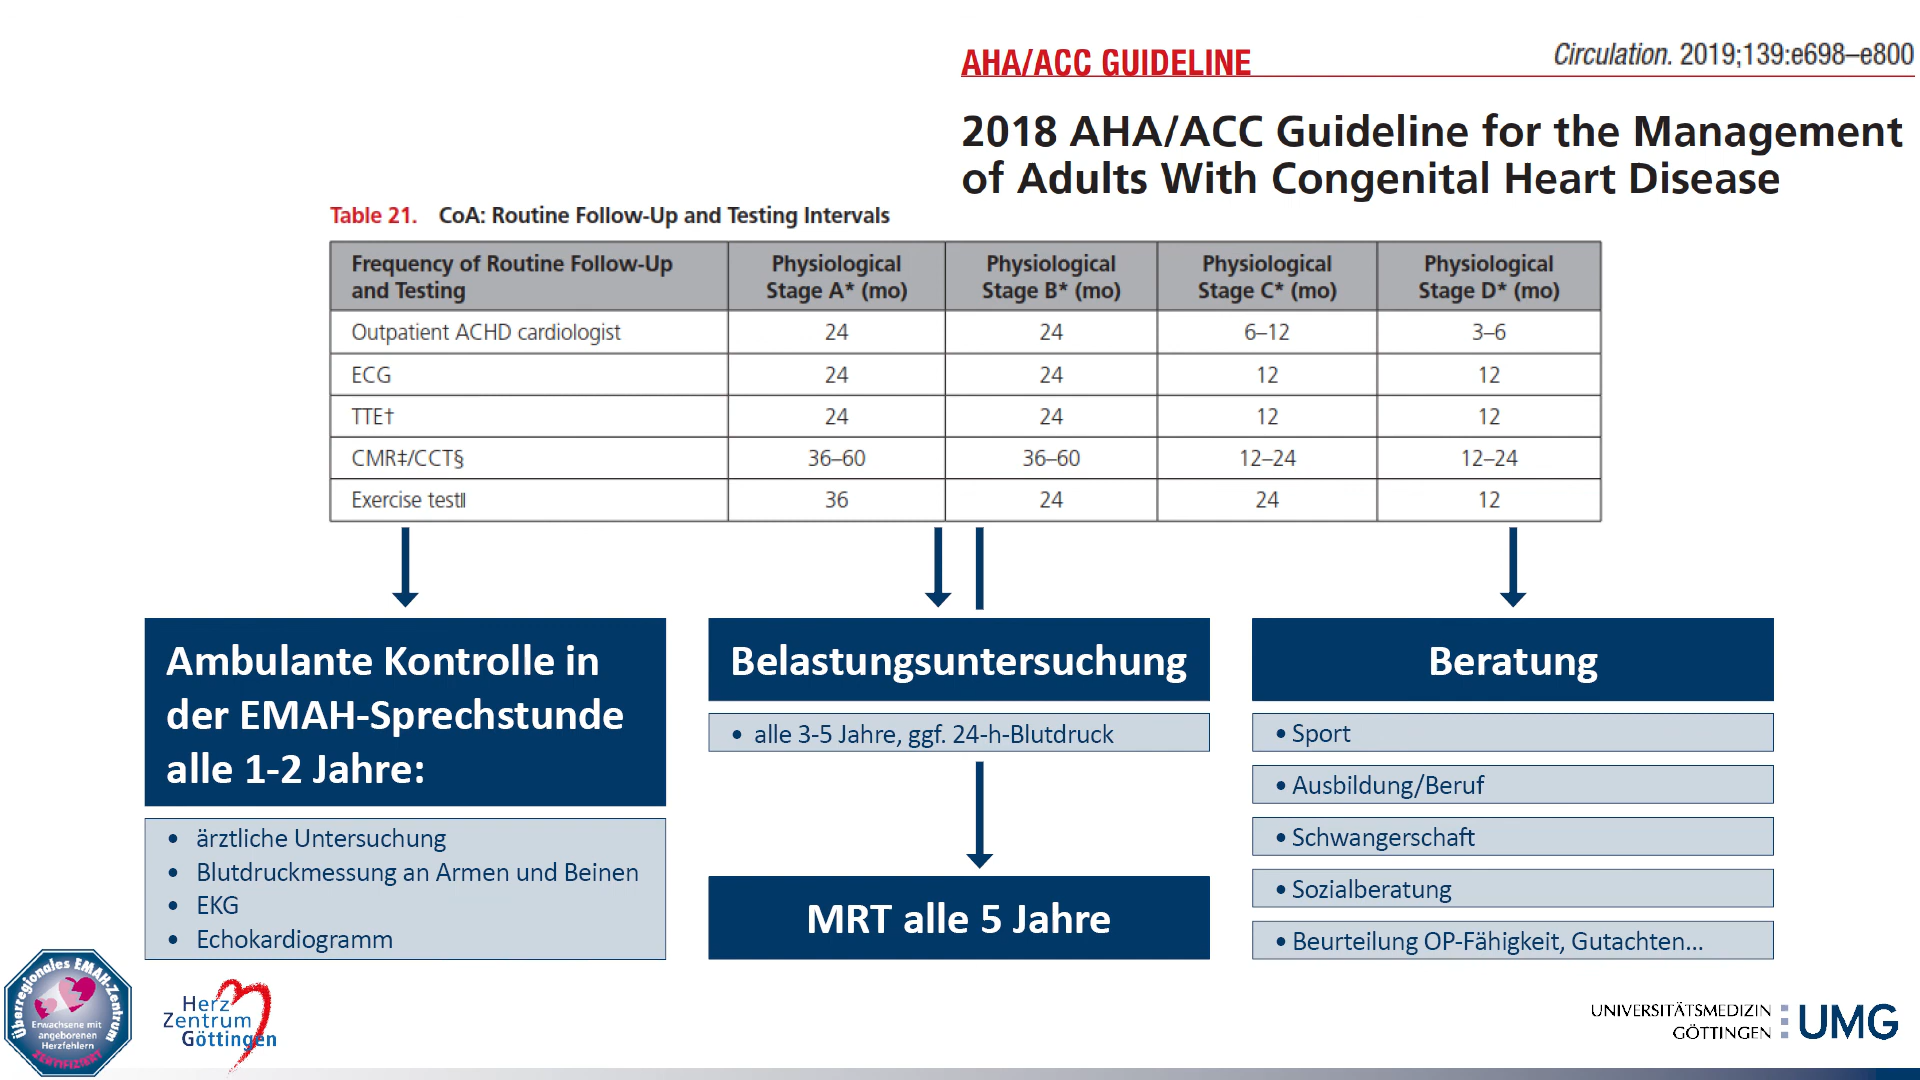 AHA/ACC GUIDELINE
Circulation. 2019;139:e698–e800
2018 AHA/ACC Guideline for the Management
of Adults With Congenital Heart Disease
Table 21. CoA: Routine Follow-Up and Testing Intervals
Frequency of Routine Follow-Up and Testing | Physiological Stage A* (mo) | Physiological Stage B* (mo) | Physiological Stage C* (mo) | Physiological Stage D* (mo)
Outpatient ACHD cardiologist | 24 | 24 | 6–12 | 3–6
ECG | 24 | 24 | 12 | 12
TTE† | 24 | 24 | 12 | 12
CMR‡/CCT§ | 36–60 | 36–60 | 12–24 | 12–24
Exercise test‖ | 36 | 24 | 24 | 12
Ambulante Kontrolle in
der EMAH-Sprechstunde
alle 1-2 Jahre:
• ärztliche Untersuchung
• Blutdruckmessung an Armen und Beinen
• EKG
• Echokardiogramm
Belastungsuntersuchung
• alle 3-5 Jahre, ggf. 24-h-Blutdruck
MRT alle 5 Jahre
Beratung
• Sport
• Ausbildung/Beruf
• Schwangerschaft
• Sozialberatung
• Beurteilung OP-Fähigkeit, Gutachten...
Überregionales EMAH-Zentrum
Erwachsene mit
angeborenen
Herzfehlern
ZERTIFIZIERT
Herz
Zentrum
Göttingen
UNIVERSITÄTSMEDIZIN
GÖTTINGEN
UMG